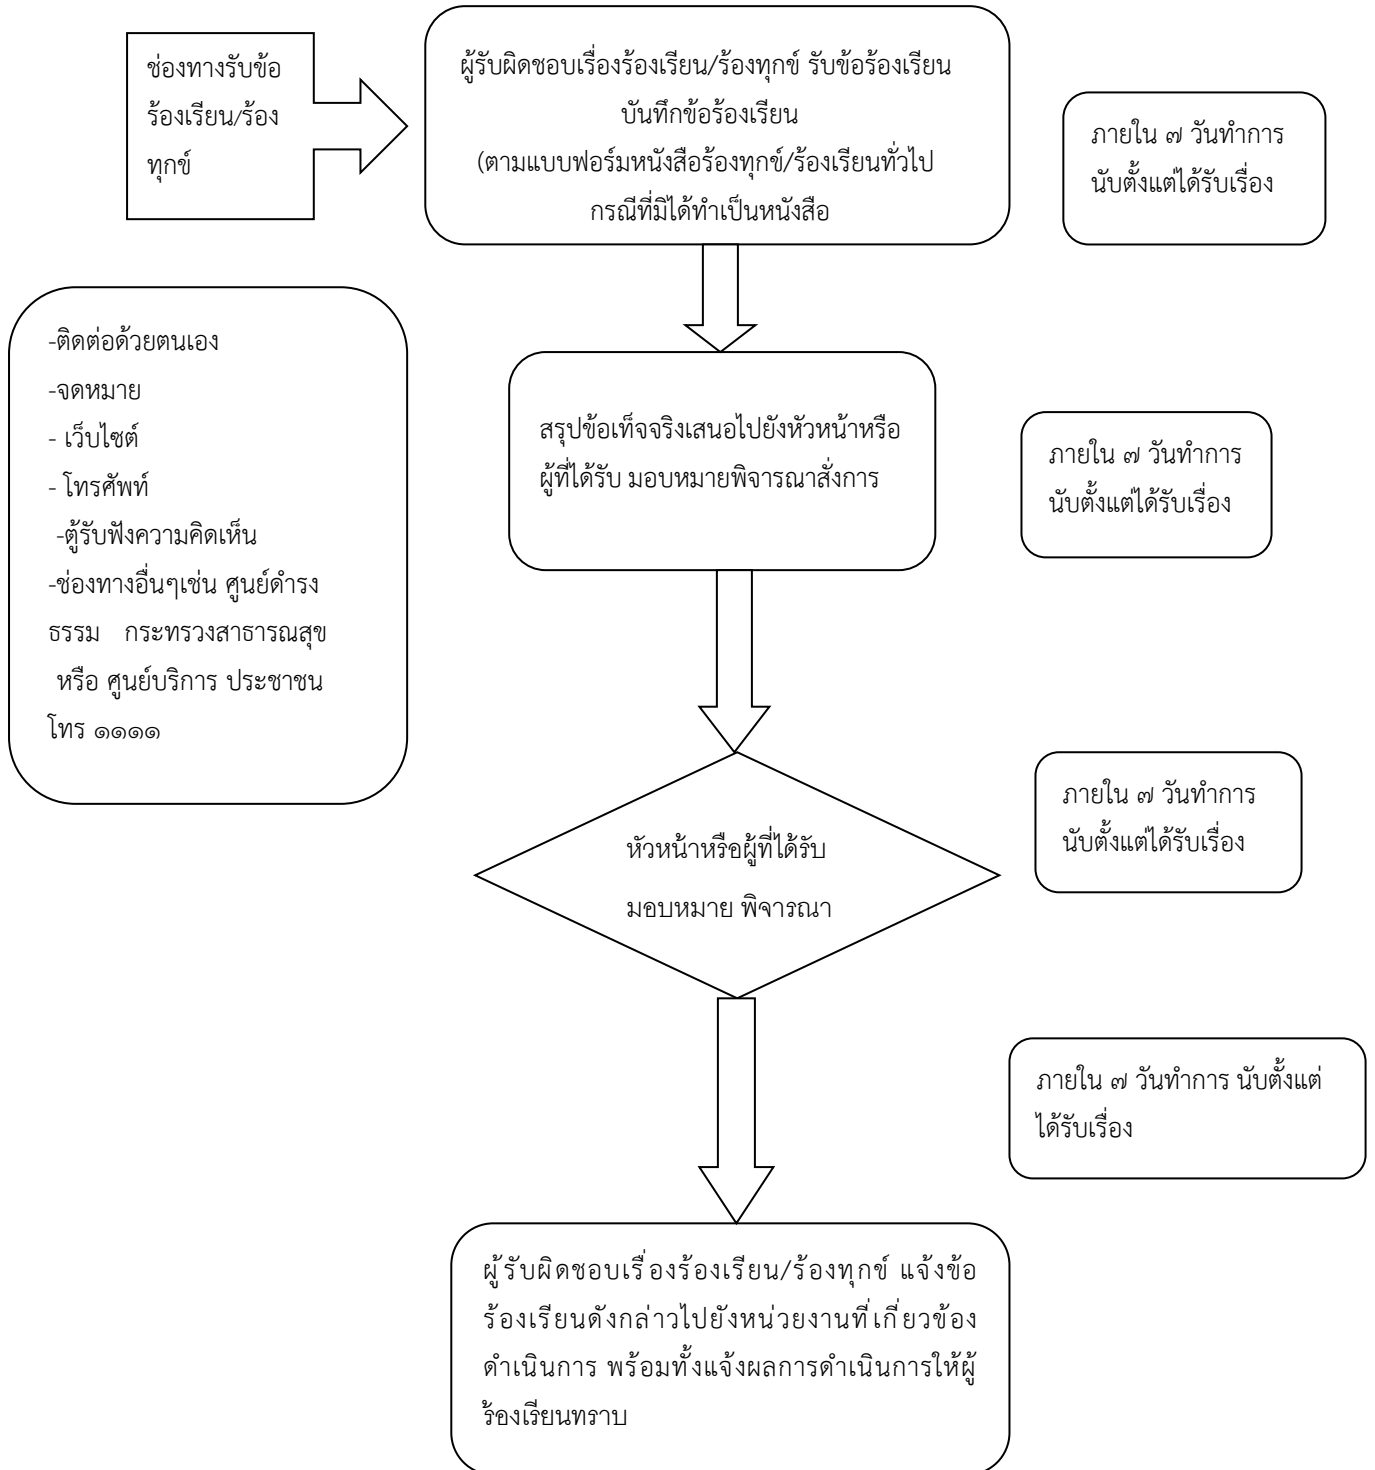 ช่องทางรับข้อ
ร้องเรียน/ร้อง
ทุกข์
ผู้รับผิดชอบเรื่องร้องเรียน/ร้องทุกข์ รับข้อร้องเรียน
บันทึกข้อร้องเรียน
(ตามแบบฟอร์มหนังสือร้องทุกข์/ร้องเรียนทั่วไป
กรณีที่มิได้ทำเป็นหนังสือ
ภายใน ๗ วันทำการ
นับตั้งแต่ได้รับเรื่อง
-ติดต่อด้วยตนเอง
-จดหมาย
- เว็บไซต์
- โทรศัพท์
-ตู้รับฟังความคิดเห็น
-ช่องทางอื่นๆเช่น ศูนย์ดำรง
ธรรม กระทรวงสาธารณสุข
หรือ ศูนย์บริการ ประชาชน
โทร ๑๑๑๑
สรุปข้อเท็จจริงเสนอไปยังหัวหน้าหรือ
ผู้ที่ได้รับ มอบหมายพิจารณาสั่งการ
ภายใน ๗ วันทำการ
นับตั้งแต่ได้รับเรื่อง
หัวหน้าหรือผู้ที่ได้รับ
มอบหมาย พิจารณา
ภายใน ๗ วันทำการ
นับตั้งแต่ได้รับเรื่อง
ภายใน ๗ วันทำการ นับตั้งแต่
ได้รับเรื่อง
ผู้รับผิดชอบเรื่องร้องเรียน/ร้องทุกข์ แจ้งข้อ
ร้องเรียนดังกล่าวไปยังหน่วยงานที่เกี่ยวข้อง
ดำเนินการ พร้อมทั้งแจ้งผลการดำเนินการให้ผู้
ร้องเรียนทราบ